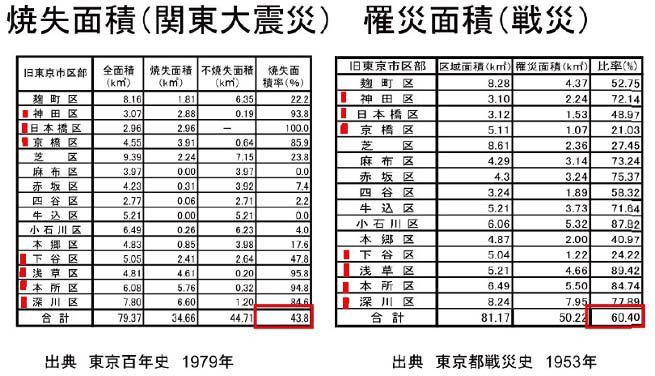 焼失面積（関東大震災）　罹災面積（戦災）
旧東京市区部 全面積(k㎡) 焼失面積(k㎡) 不焼失面積(k㎡) 焼失面積率(%)
麹町区 8.16 1.81 6.35 22.2
神田区 3.07 2.88 0.19 93.8
日本橋区 2.96 2.96 － 100.0
京橋区 4.55 3.91 0.64 85.9
芝区 9.39 2.24 7.15 23.8
麻布区 3.97 0.00 3.97 0.0
赤坂区 4.23 0.31 3.92 7.4
四谷区 2.77 0.06 2.71 2.2
牛込区 5.21 0.00 5.21 0.0
小石川区 6.49 0.26 6.23 4.0
本郷区 4.83 0.85 3.98 17.6
下谷区 5.05 2.41 2.64 47.8
浅草区 4.81 4.61 0.20 95.8
本所区 6.08 5.76 0.32 94.8
深川区 7.80 6.60 1.20 84.6
合計 79.37 34.66 44.71 43.8
出典　東京百年史　1979年
旧東京市区部 区域面積(k㎡) 罹災面積(k㎡) 比率(%)
麹町区 8.28 4.37 52.75
神田区 3.10 2.24 72.14
日本橋区 3.12 1.53 48.97
京橋区 5.11 1.07 21.03
芝区 8.61 2.36 27.45
麻布区 4.29 3.14 73.24
赤坂区 4.3 3.24 75.37
四谷区 3.24 1.89 58.32
牛込区 5.21 3.73 71.64
小石川区 6.06 5.32 87.82
本郷区 4.87 2.00 40.97
下谷区 5.04 1.22 24.22
浅草区 5.21 4.66 89.42
本所区 6.49 5.50 84.74
深川区 8.24 7.95 77.89
合計 81.17 50.22 60.40
出典　東京都戦災史　1953年